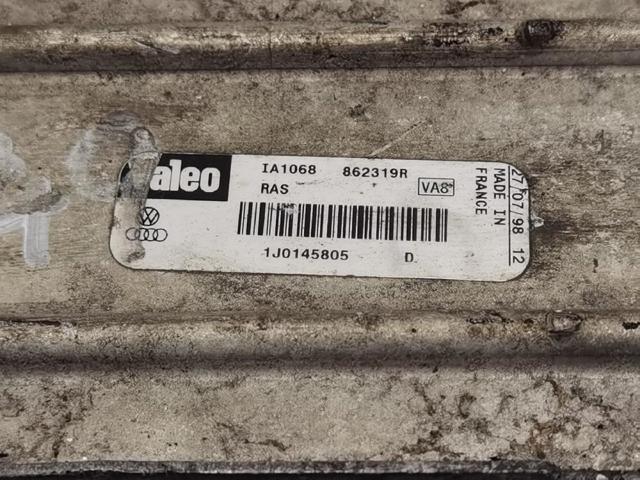 Valeo
IA1068 862319R
RAS VA8
1J0145805 D.
MADE IN
FRANCE
27/07/98 12